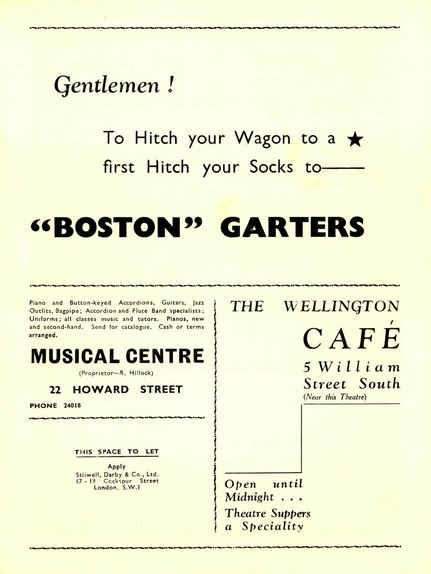 Gentlemen !
To Hitch your Wagon to a ★
first Hitch your Socks to——
“BOSTON” GARTERS
Piano and Button-keyed Accordions, Guitars, Jazz
Outfits, Bagpipe; Accordion and Flute Band specialists;
Uniforms; all classes music and tutors. Pianos, new
and second-hand. Send for catalogue. Cash or terms
arranged.
MUSICAL CENTRE
(Proprietor—R. Hillock)
22 HOWARD STREET
PHONE 24018
THIS SPACE TO LET
Apply
Stilwell, Darby & Co., Ltd.
17 - 19 Cockspur Street
London, S.W.1
THE WELLINGTON
CAFÉ
5 William
Street South
(Near this Theatre)
Open until
Midnight . . .
Theatre Suppers
a Speciality